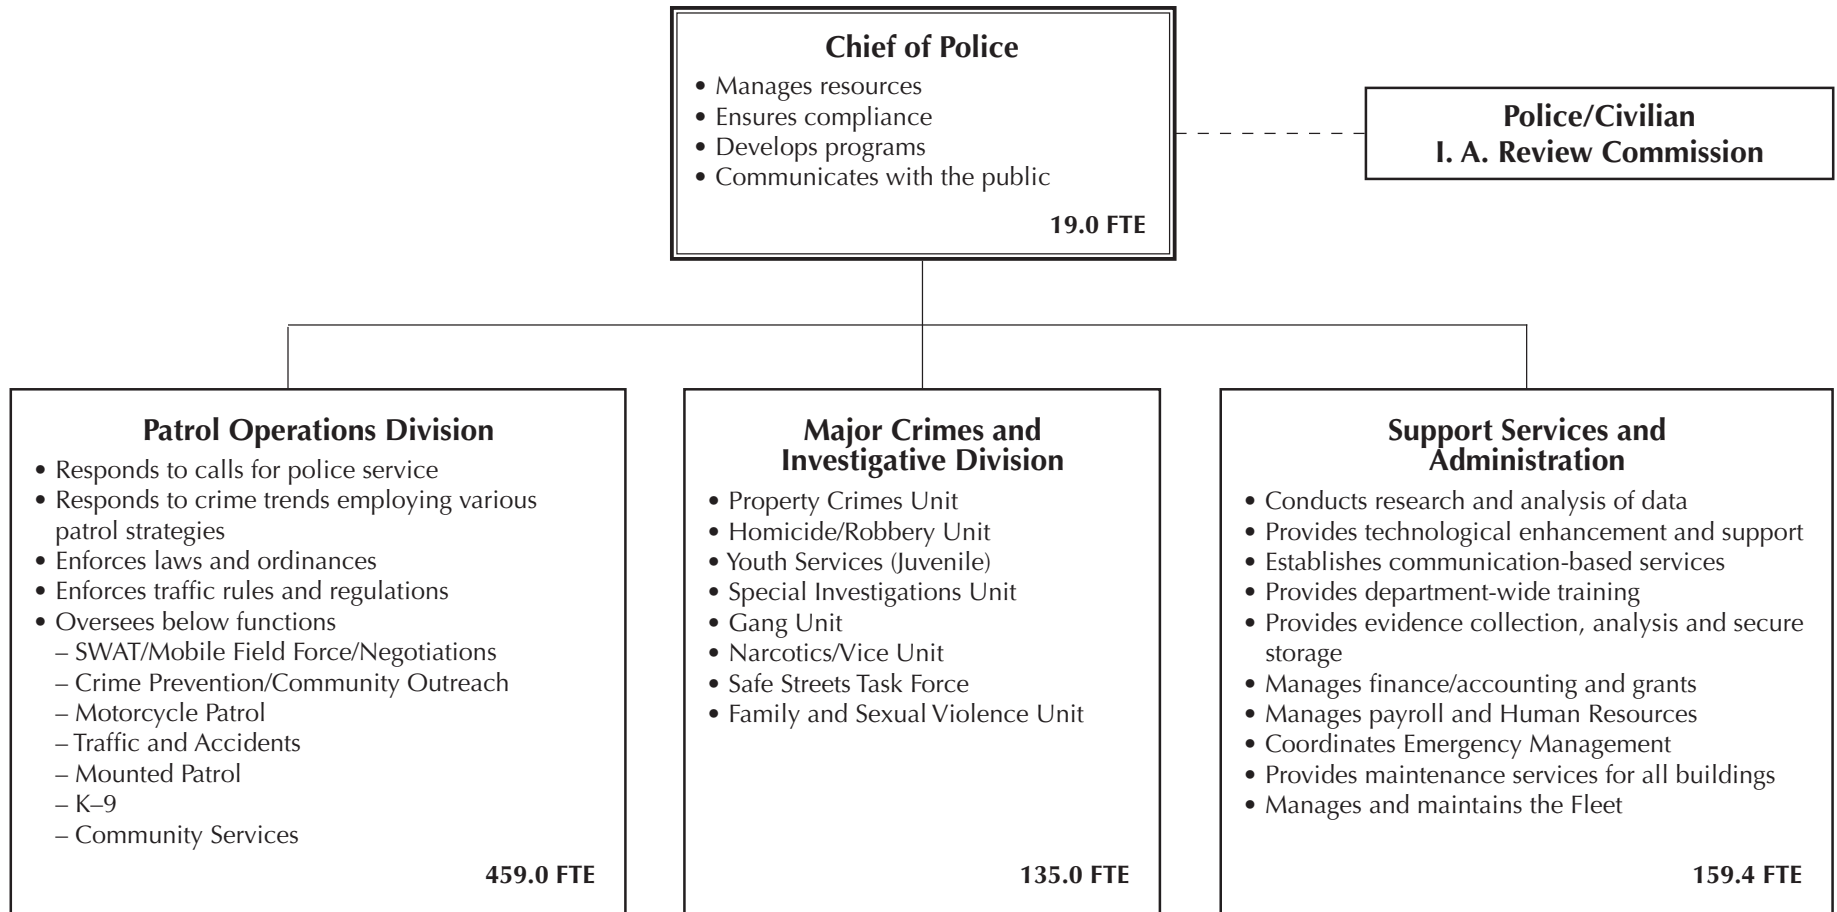 Chief of Police
• Manages resources
• Ensures compliance
• Develops programs
• Communicates with the public
19.0 FTE
Police/Civilian
I. A. Review Commission
Patrol Operations Division
• Responds to calls for police service
• Responds to crime trends employing various
patrol strategies
• Enforces laws and ordinances
• Enforces traffic rules and regulations
• Oversees below functions
– SWAT/Mobile Field Force/Negotiations
– Crime Prevention/Community Outreach
– Motorcycle Patrol
– Traffic and Accidents
– Mounted Patrol
– K–9
– Community Services
459.0 FTE
Major Crimes and
Investigative Division
• Property Crimes Unit
• Homicide/Robbery Unit
• Youth Services (Juvenile)
• Special Investigations Unit
• Gang Unit
• Narcotics/Vice Unit
• Safe Streets Task Force
• Family and Sexual Violence Unit
135.0 FTE
Support Services and
Administration
• Conducts research and analysis of data
• Provides technological enhancement and support
• Establishes communication-based services
• Provides department-wide training
• Provides evidence collection, analysis and secure
storage
• Manages finance/accounting and grants
• Manages payroll and Human Resources
• Coordinates Emergency Management
• Provides maintenance services for all buildings
• Manages and maintains the Fleet
159.4 FTE